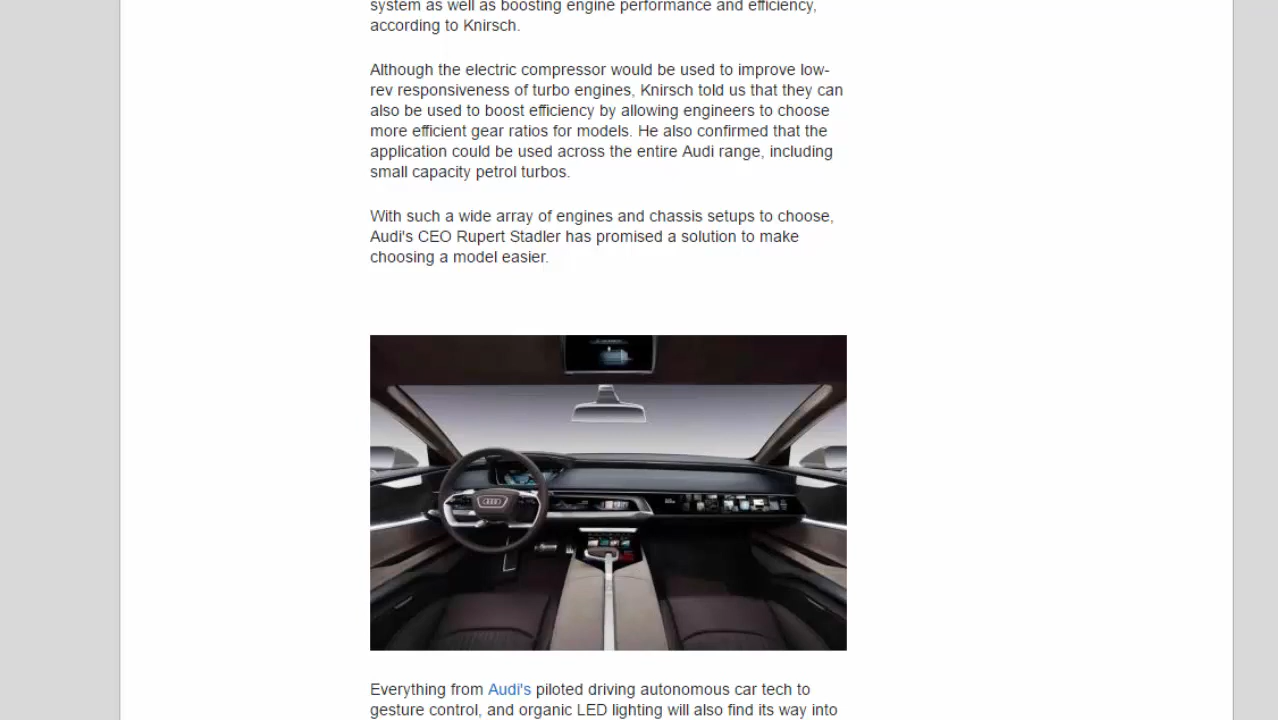 system as well as boosting engine performance and efficiency,
according to Knirsch.
Although the electric compressor would be used to improve low-
rev responsiveness of turbo engines, Knirsch told us that they can
also be used to boost efficiency by allowing engineers to choose
more efficient gear ratios for models. He also confirmed that the
application could be used across the entire Audi range, including
small capacity petrol turbos.
With such a wide array of engines and chassis setups to choose,
Audi's CEO Rupert Stadler has promised a solution to make
choosing a model easier.
Everything from Audi's piloted driving autonomous car tech to
gesture control, and organic LED lighting will also find its way into